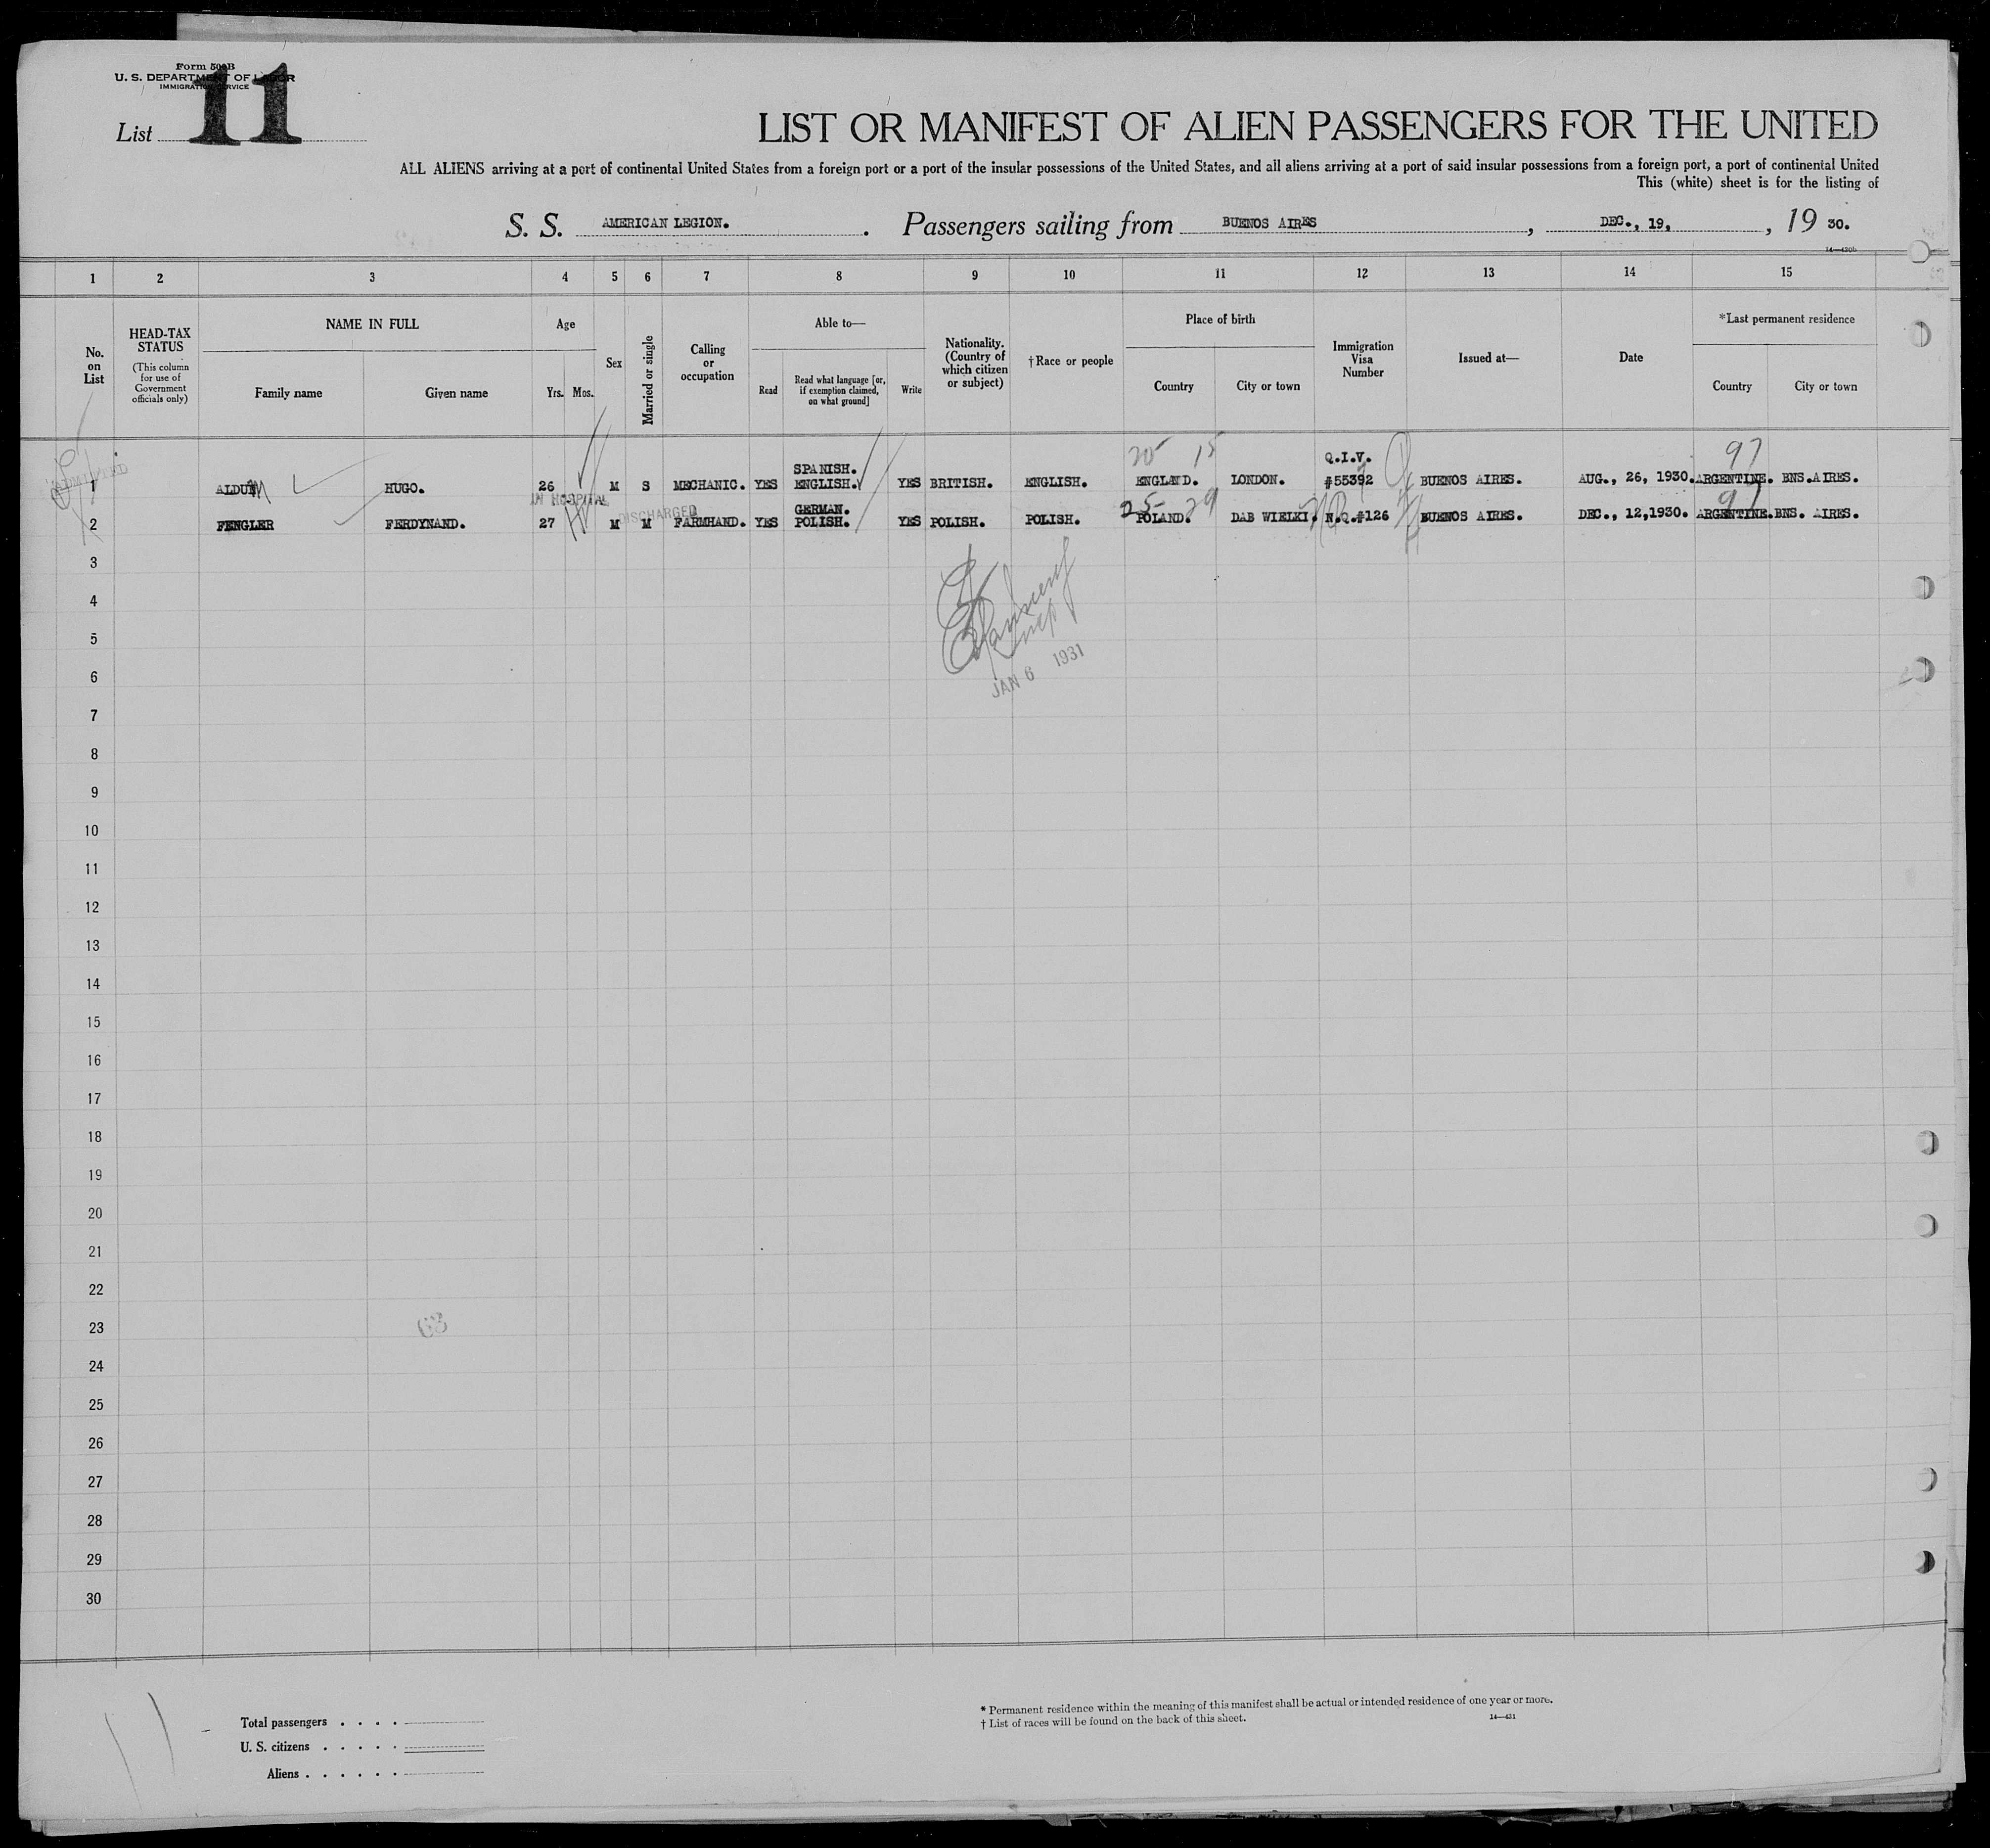 Form 500B
U. S. DEPARTMENT OF LABOR
IMMIGRATION SERVICE
List 11
LIST OR MANIFEST OF ALIEN PASSENGERS FOR THE UNITED
ALL ALIENS arriving at a port of continental United States from a foreign port or a port of the insular possessions of the United States, and all aliens arriving at a port of said insular possessions from a foreign port, a port of continental United
This (white) sheet is for the listing of
S. S. AMERICAN LEGION. Passengers sailing from BUENOS AIRES, DEC., 19, , 19 30.
14—430b
1 2 3 4 5 6 7 8 9 10 11 12 13 14 15
No. on List
HEAD-TAX STATUS
(This column for use of Government officials only)
NAME IN FULL
Family name Given name
Age
Yrs. Mos.
Sex
Married or single
Calling or occupation
Able to—
Read
Read what language [or, if exemption claimed, on what ground]
Write
Nationality. (Country of which citizen or subject)
†Race or people
Place of birth
Country City or town
Immigration Visa Number
Issued at—
Date
*Last permanent residence
Country City or town
ADMITTED
20 15 97
SPANISH. Q.I.V.
1 ALDUM HUGO. 26 M S MECHANIC. YES ENGLISH. YES BRITISH. ENGLISH. ENGLAND. LONDON. #55392 BUENOS AIRES. AUG., 26, 1930. ARGENTINE. BNS.AIRES.
IN HOSPITAL
DISCHARGED
25 29 97
GERMAN.
2 FENGLER FERDYNAND. 27 M M FARMHAND. YES POLISH. YES POLISH. POLISH. POLAND. DAB WIELKI. N.Q.#126 BUENOS AIRES. DEC., 12,1930. ARGENTINE. BNS. AIRES.
3
4
5
6
JAN 6 1931
7
8
9
10
11
12
13
14
15
16
17
18
19
20
21
22
23
63
24
25
26
27
28
29
30
11
Total passengers . . . .
U. S. citizens . . . . .
Aliens . . . . . .
* Permanent residence within the meaning of this manifest shall be actual or intended residence of one year or more.
† List of races will be found on the back of this sheet.
14—431